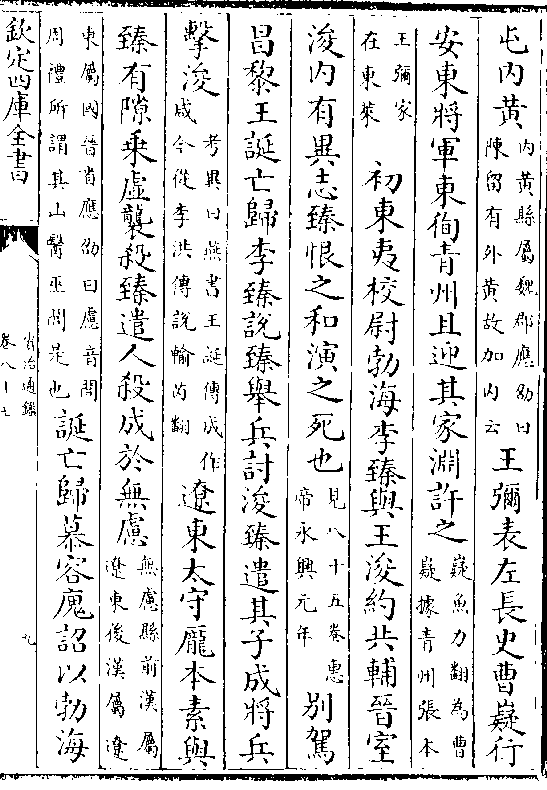 屯内黄内黄縣屬魏郡應劭曰陳留有外黄故加内云王彌表左長史曹嶷行
安東將軍東徇青州且迎其家淵許之嶷魚力翻為曹嶷據青州張本
王彌家在東萊初東夷校尉勃海李臻與王浚約共輔晉室
浚内有異志臻恨之和演之死也見八十五卷惠帝永興元年别駕
昌黎王誕亡歸李臻説臻舉兵討浚臻遣其子成將兵
擊浚考異曰燕書王誕傳成作咸今從李洪傳説輸芮翻遼東太守龎本素與
臻有隙乘虚襲殺臻遣人殺成於無慮無慮縣前漢屬遼東後漢屬遼
東屬國晉省應劭曰慮音閭周禮所謂其山醫巫閭是也誕亡歸慕容廆詔以勃海
欽定四庫全書
資治通鑑
卷八十七
九